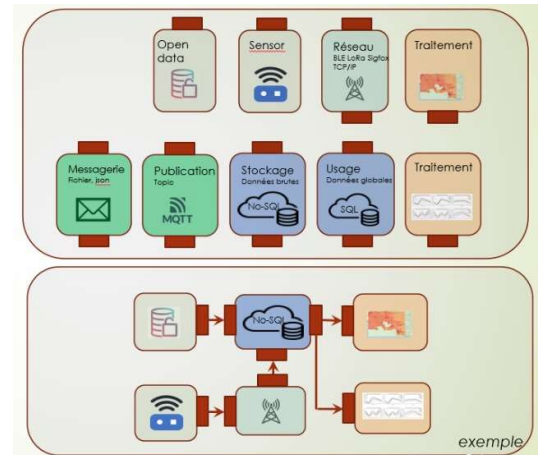 Open
data
Sensor
Réseau
BLE LoRa Sigfox
TCP/IP
Traitement
Messagerie
Fichier, json
MQTT
Publication
Topic
Stockage
Données brutes
No-SQL
Usage
Données globales
SQL
Traitement
No-SQL
exemple